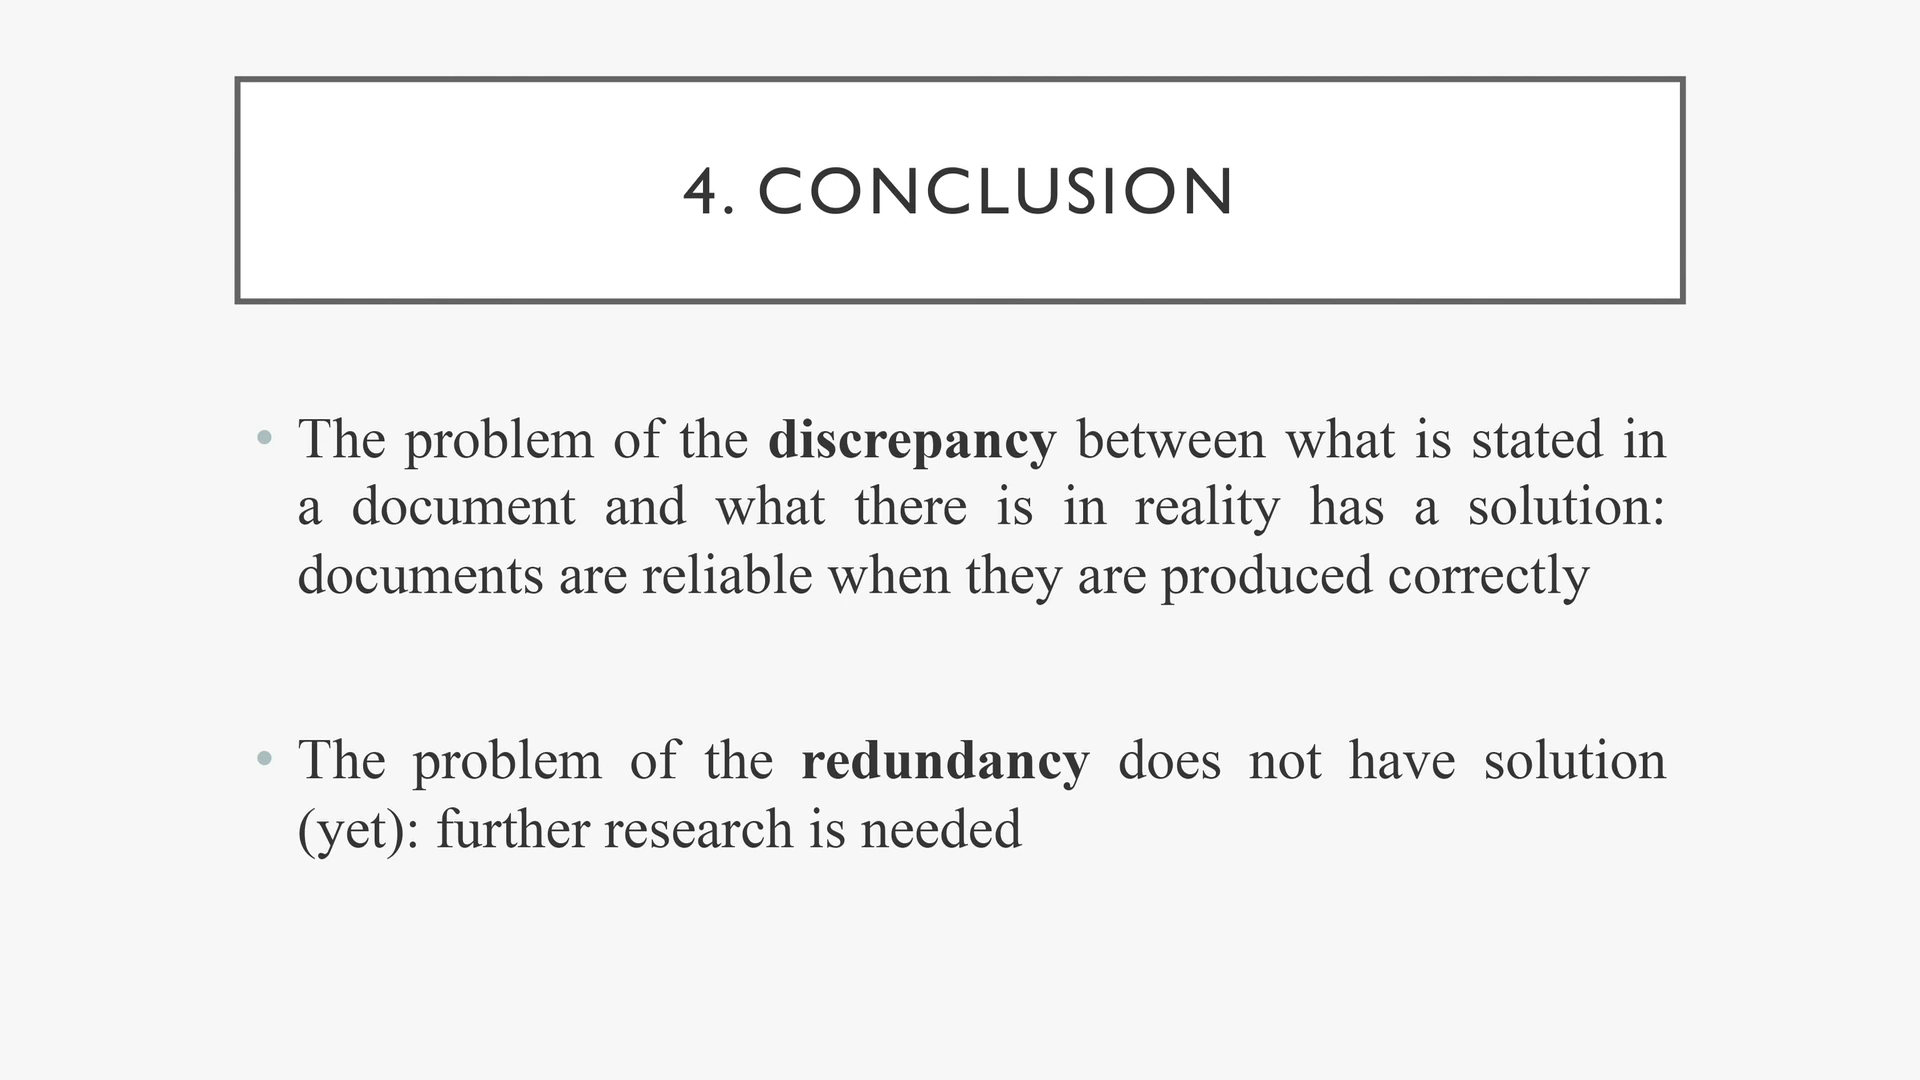 4. CONCLUSION
• The problem of the discrepancy between what is stated in
a document and what there is in reality has a solution:
documents are reliable when they are produced correctly
• The problem of the redundancy does not have solution
(yet): further research is needed